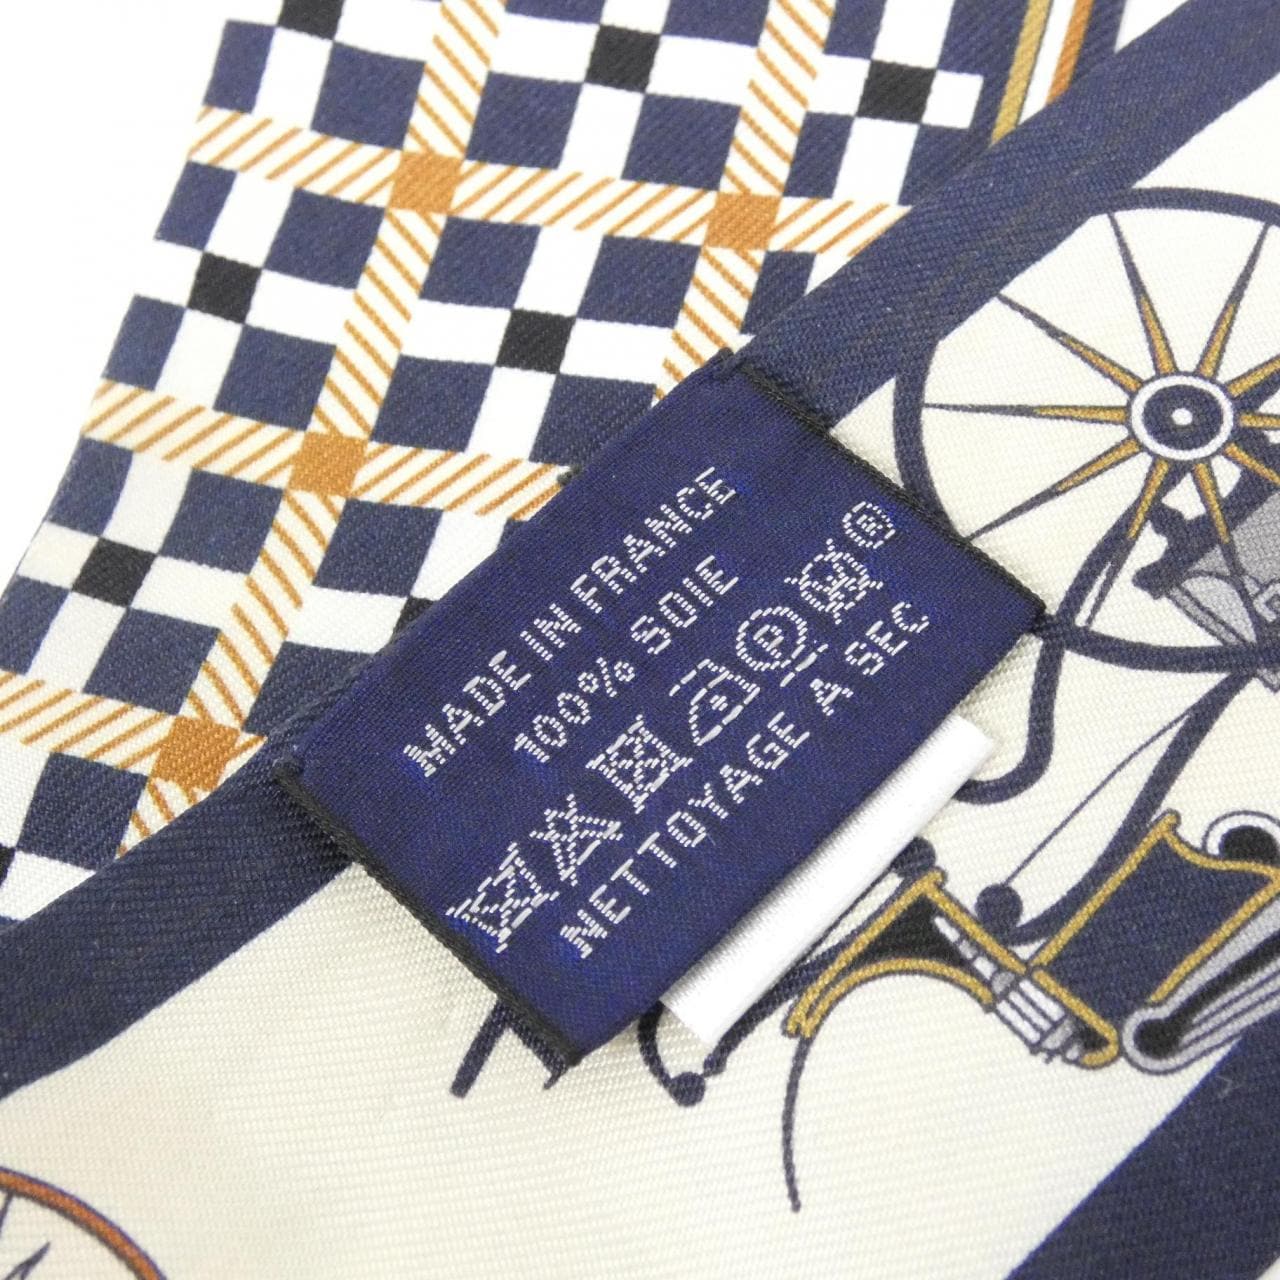 MADE IN FRANCE
100% SOIE
P W ®
NETTOYAGE A SEC